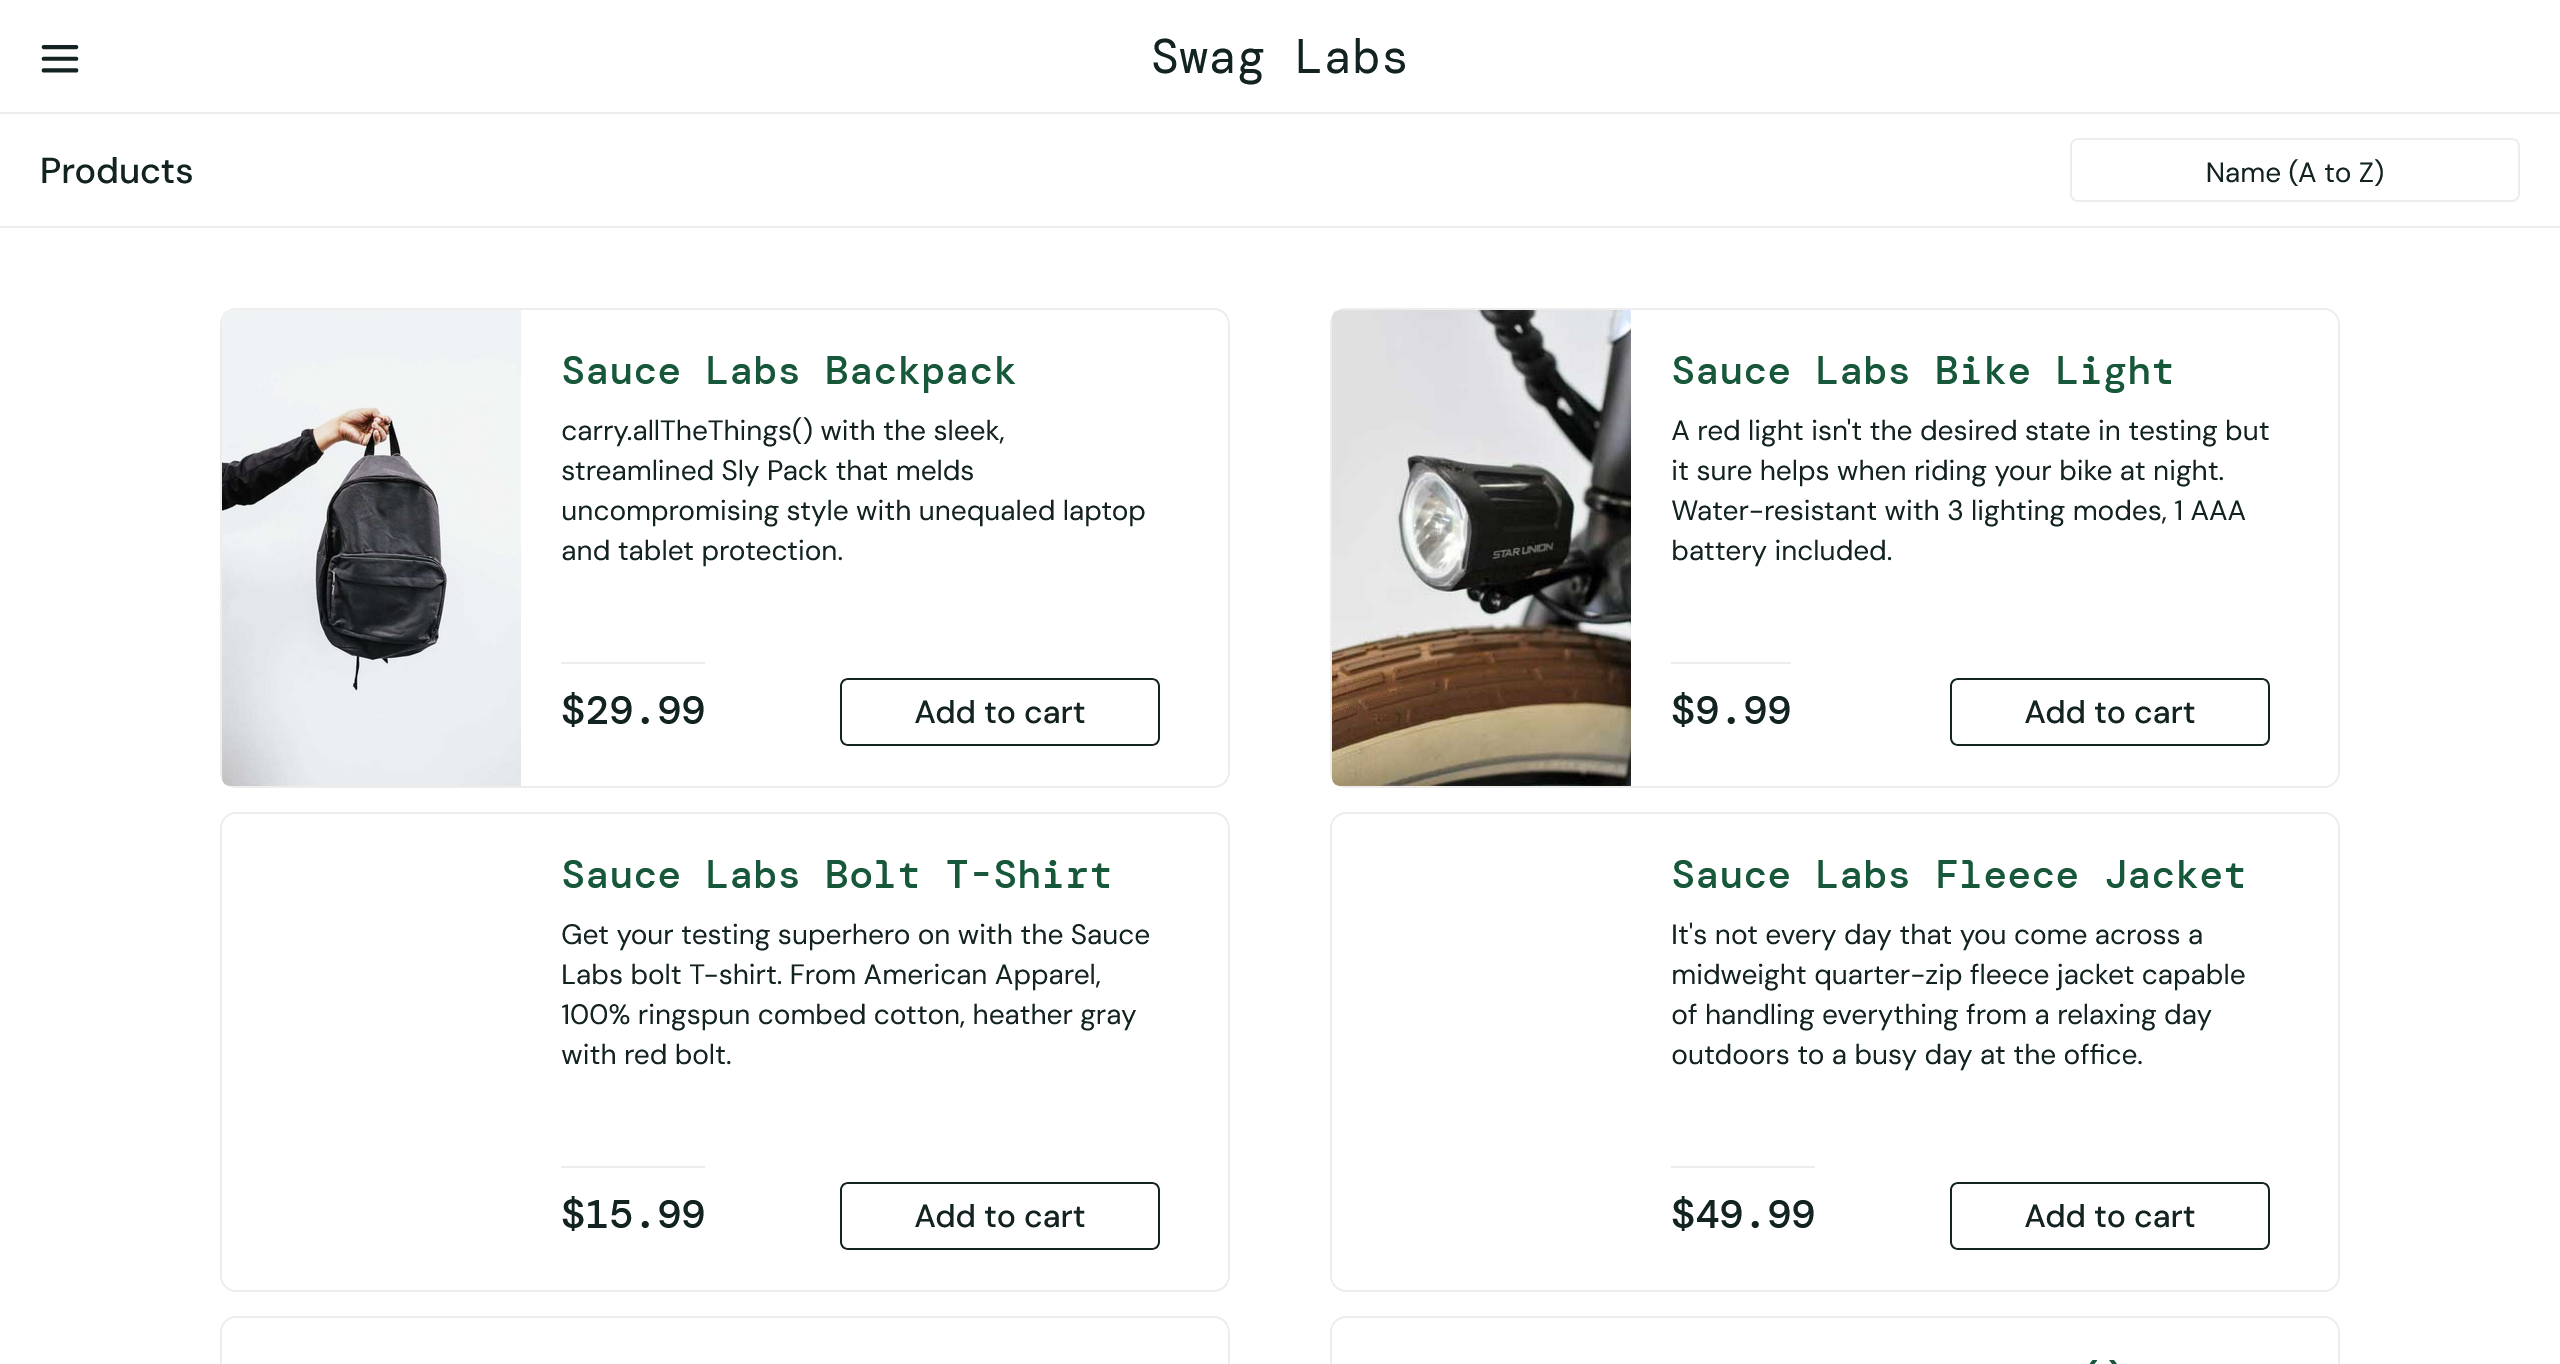 Swag Labs
Products
Name (A to Z)
Sauce Labs Backpack
carry.allTheThings() with the sleek,
streamlined Sly Pack that melds
uncompromising style with unequaled laptop
and tablet protection.
$29.99
Add to cart
STAR UNION
Sauce Labs Bike Light
A red light isn't the desired state in testing but
it sure helps when riding your bike at night.
Water-resistant with 3 lighting modes, 1 AAA
battery included.
$9.99
Add to cart
Sauce Labs Bolt T-Shirt
Get your testing superhero on with the Sauce
Labs bolt T-shirt. From American Apparel,
100% ringspun combed cotton, heather gray
with red bolt.
$15.99
Add to cart
Sauce Labs Fleece Jacket
It's not every day that you come across a
midweight quarter-zip fleece jacket capable
of handling everything from a relaxing day
outdoors to a busy day at the office.
$49.99
Add to cart